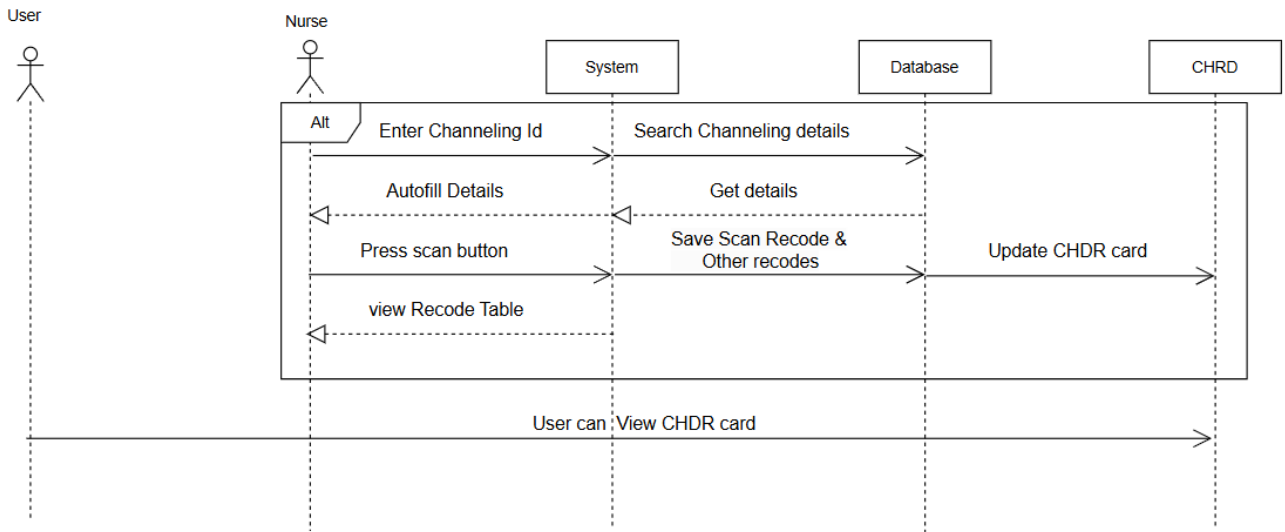 User
Nurse
System
Database
CHRD
Alt
Enter Channeling Id
Search Channeling details
Autofill Details
Get details
Press scan button
Save Scan Recode &
Other recodes
Update CHDR card
view Recode Table
User can View CHDR card